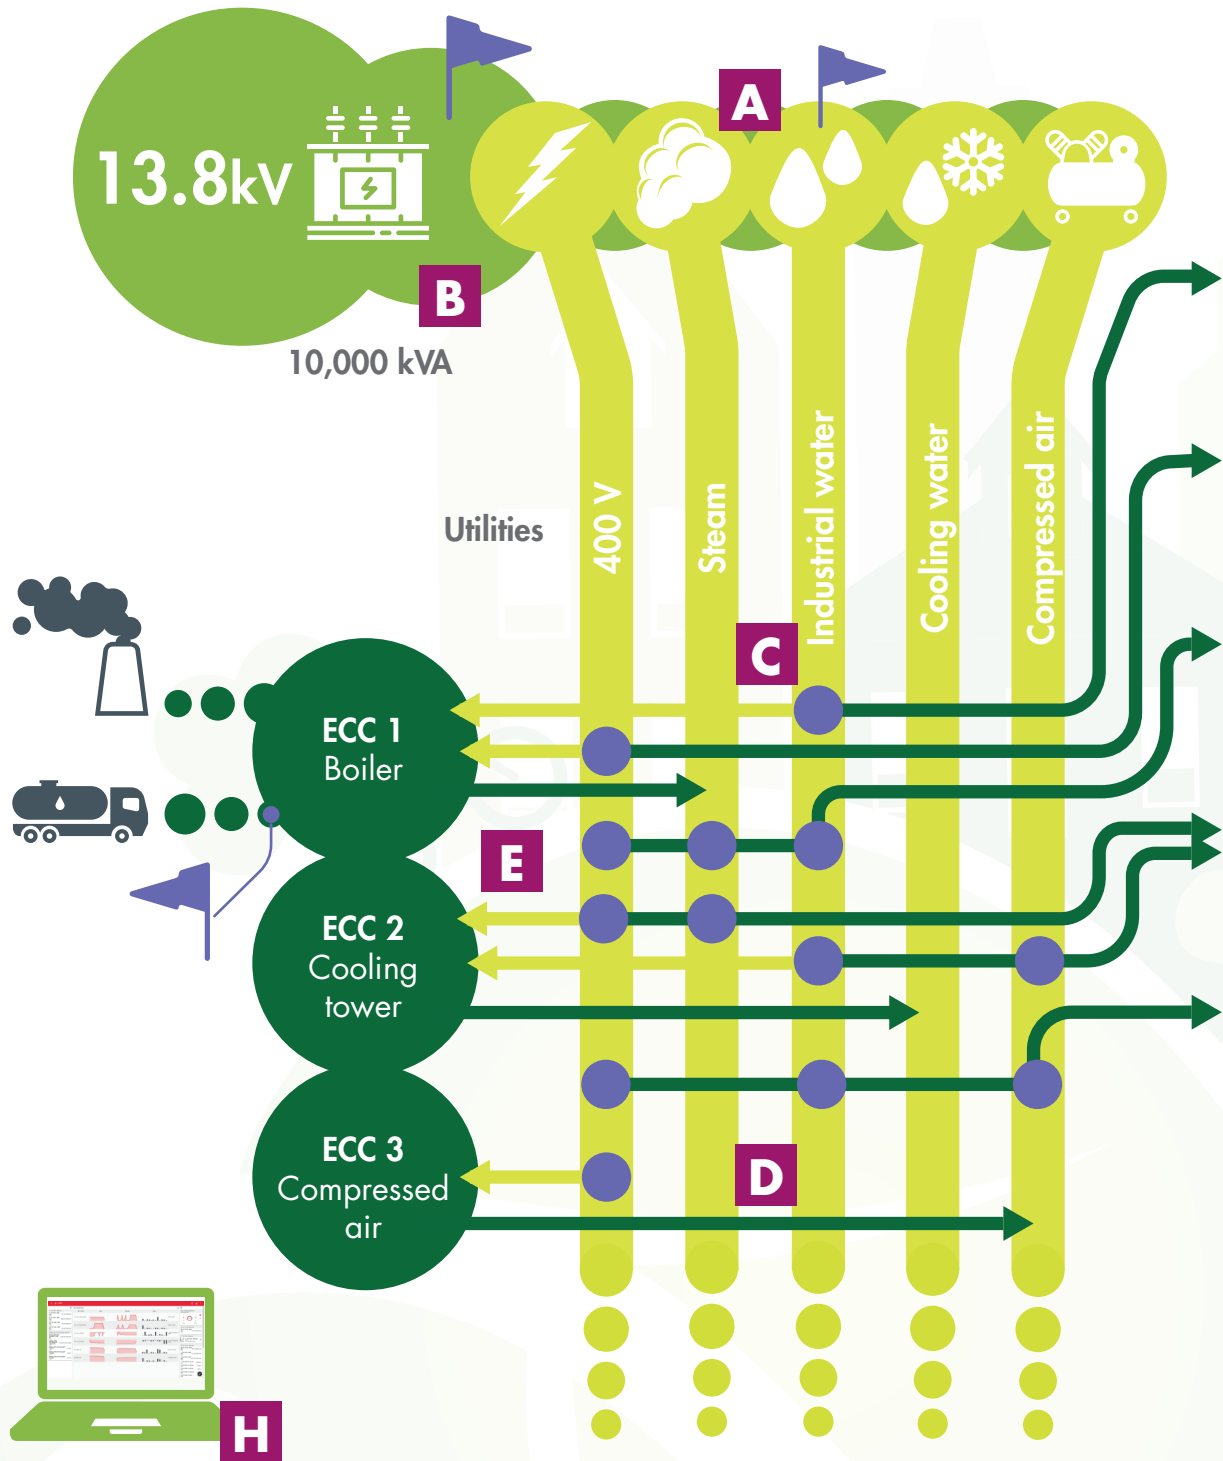 A
13.8kV
B
10,000 kVA
Utilities
400 V
Steam
Industrial water
Cooling water
Compressed air
C
ECC 1
Boiler
E
ECC 2
Cooling
tower
D
ECC 3
Compressed
air
H